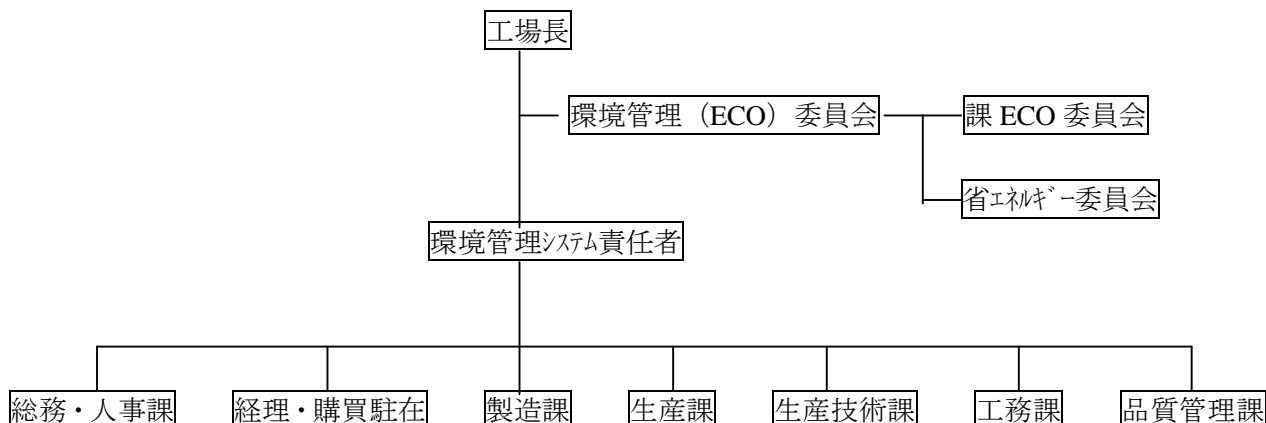 工場長
環境管理(ECO)委員会
課 ECO 委員会
省エネルギー委員会
環境管理システム責任者
総務・人事課
経理・購買駐在
製造課
生産課
生産技術課
工務課
品質管理課